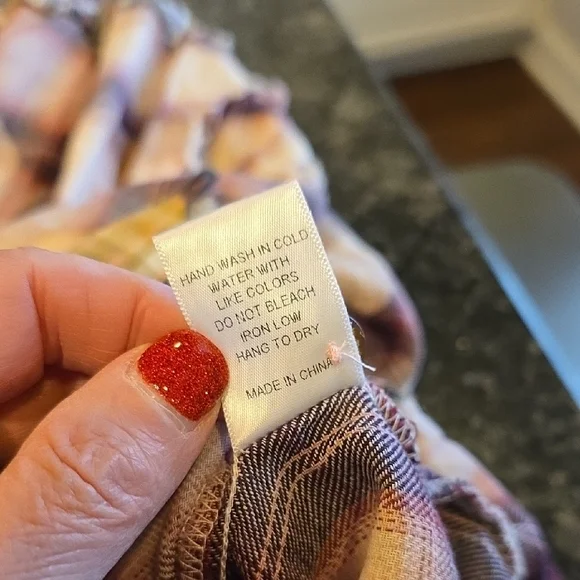 HAND WASH IN COLD
WATER WITH
LIKE COLORS
DO NOT BLEACH
IRON LOW
HANG TO DRY
MADE IN CHINA